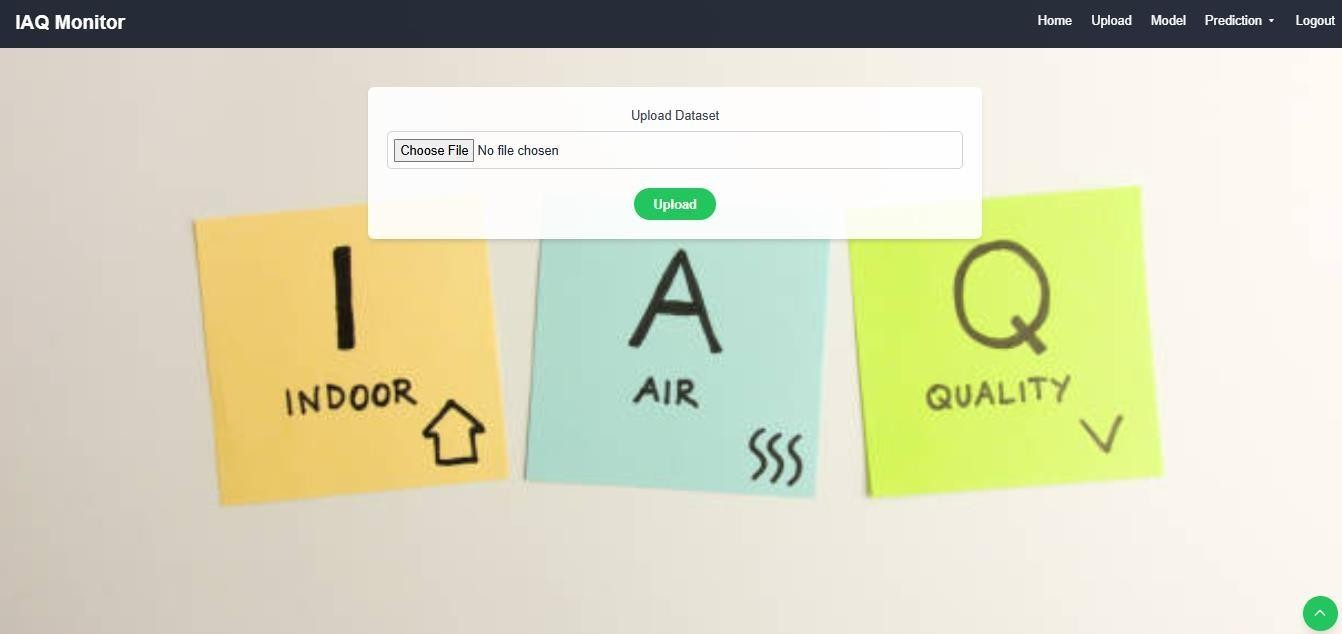 IAQ Monitor
Home Upload Model Prediction Logout
Upload Dataset
Choose File No file chosen
Upload
I A Q
INDOOR AIR QUALITY